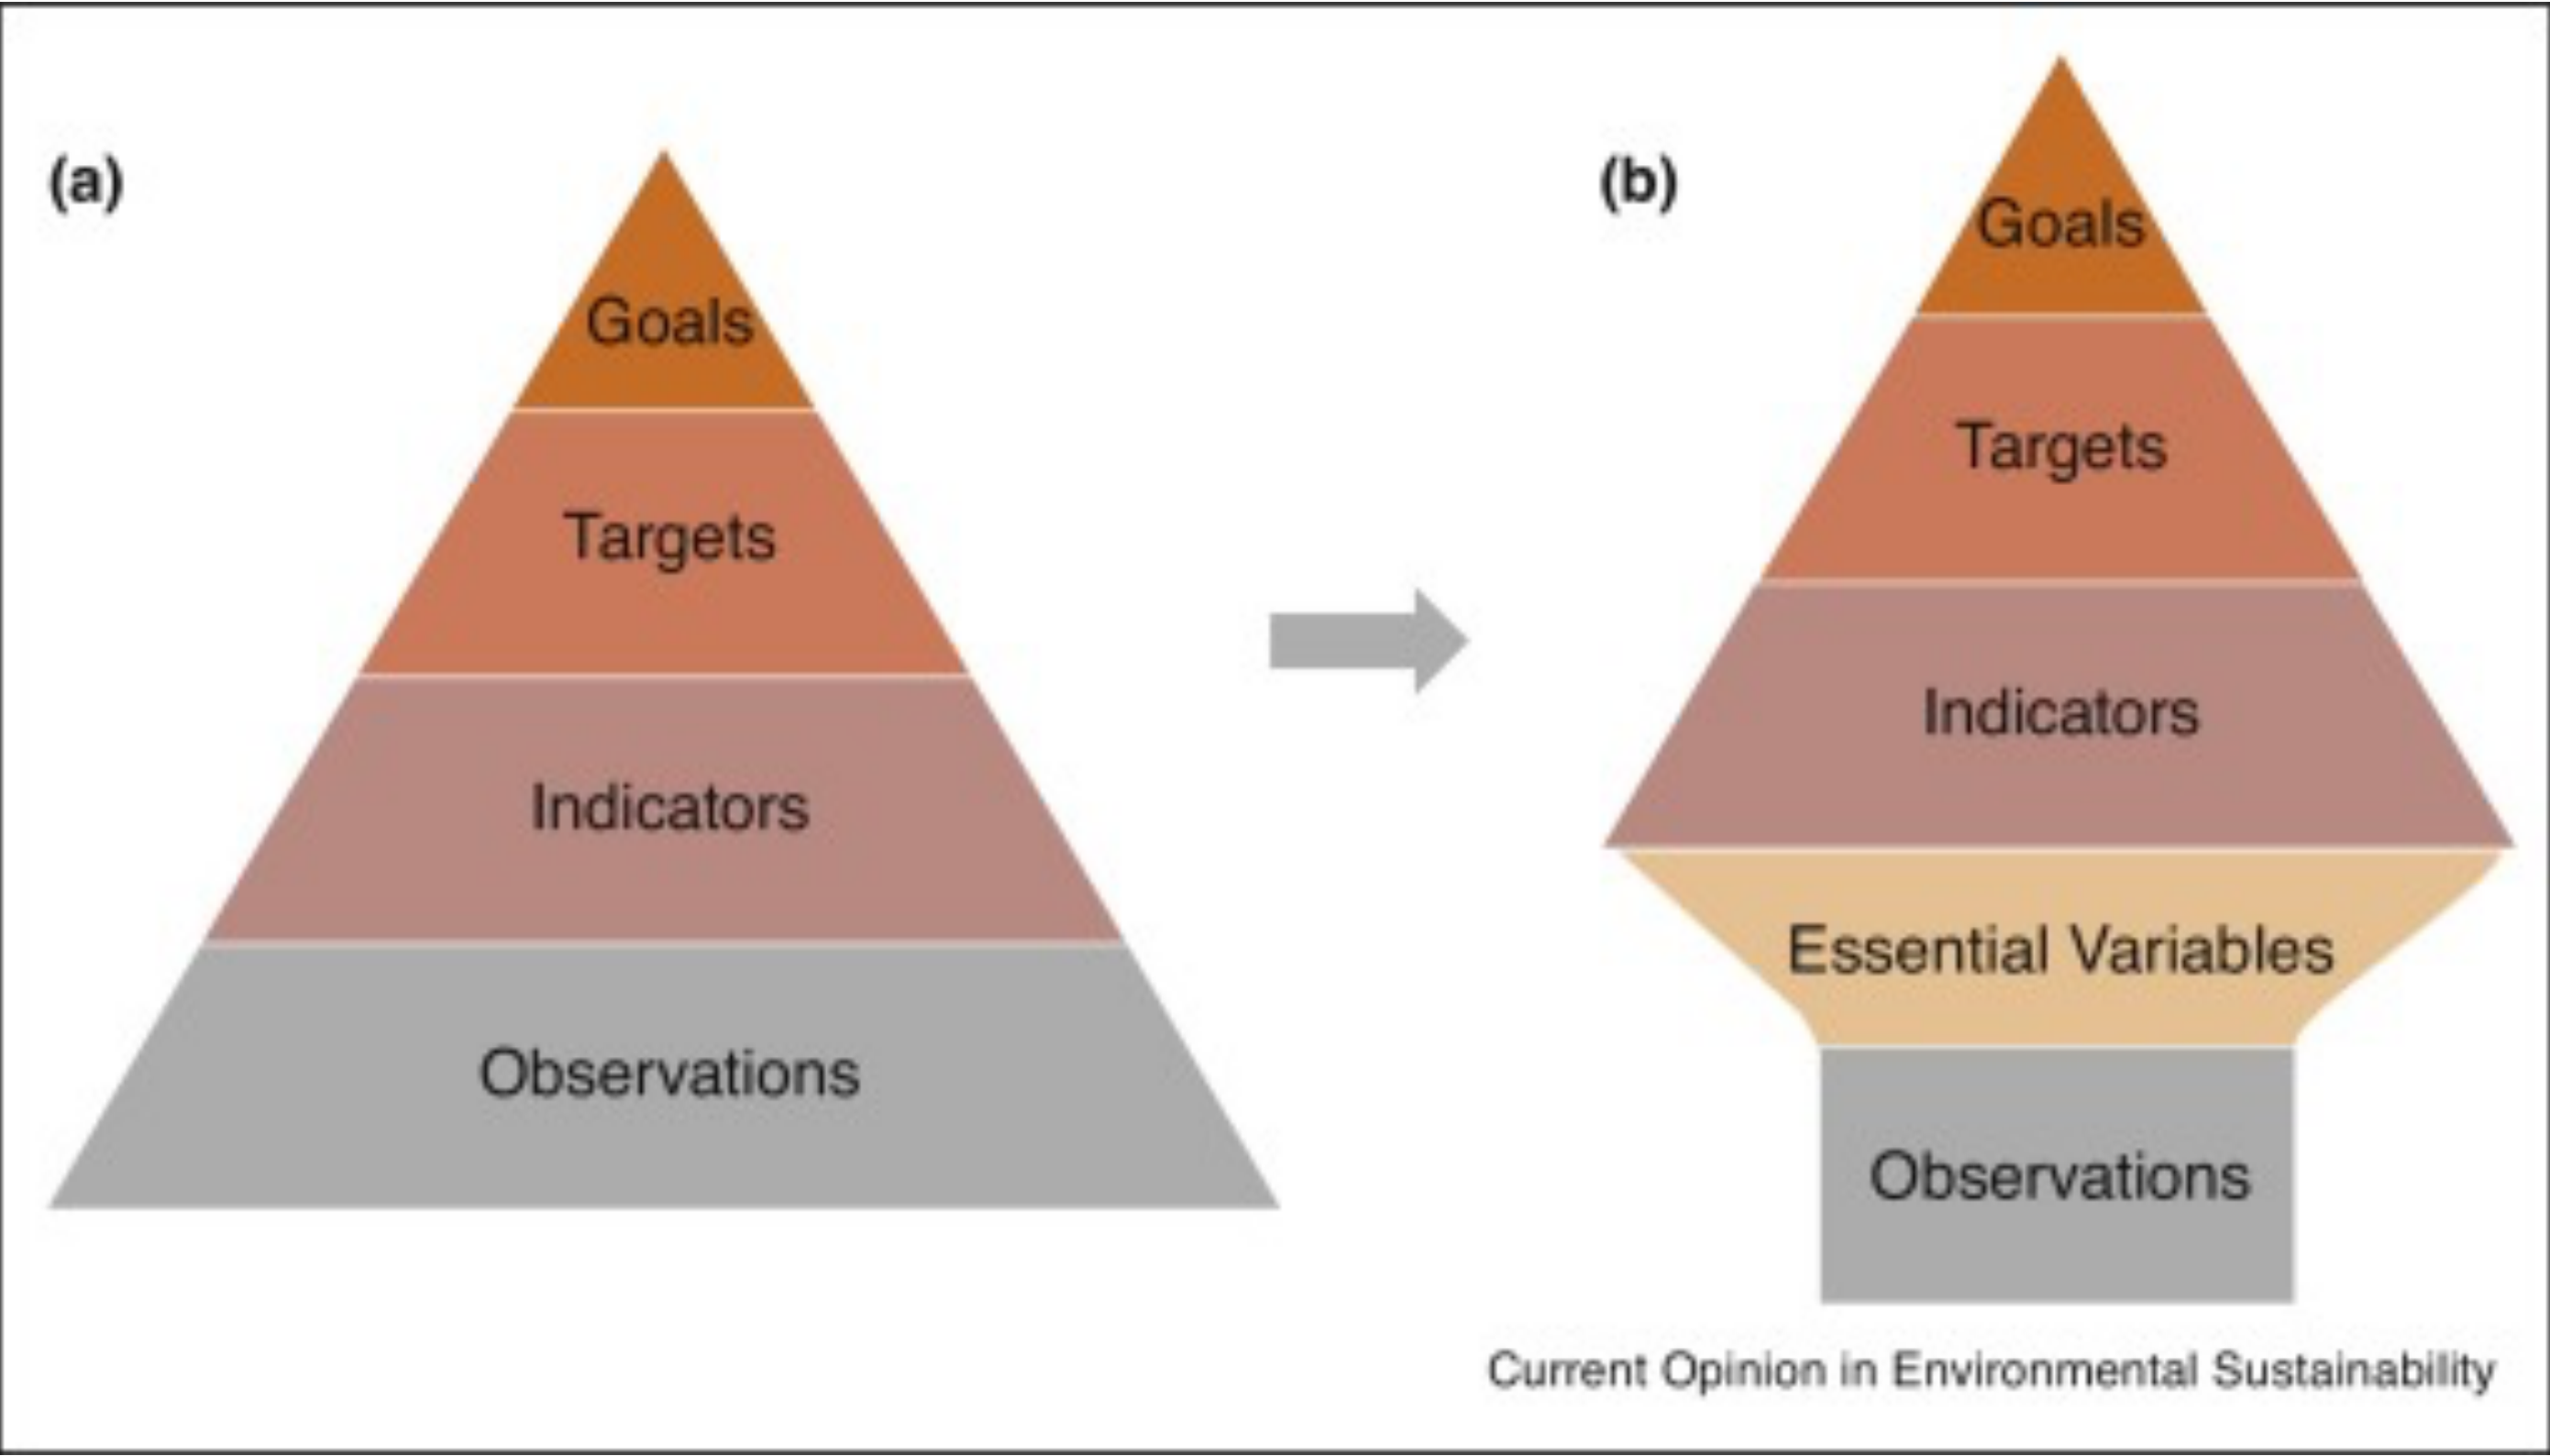 (a)
Goals
Targets
Indicators
Observations
(b)
Goals
Targets
Indicators
Essential Variables
Observations
Current Opinion in Environmental Sustainability